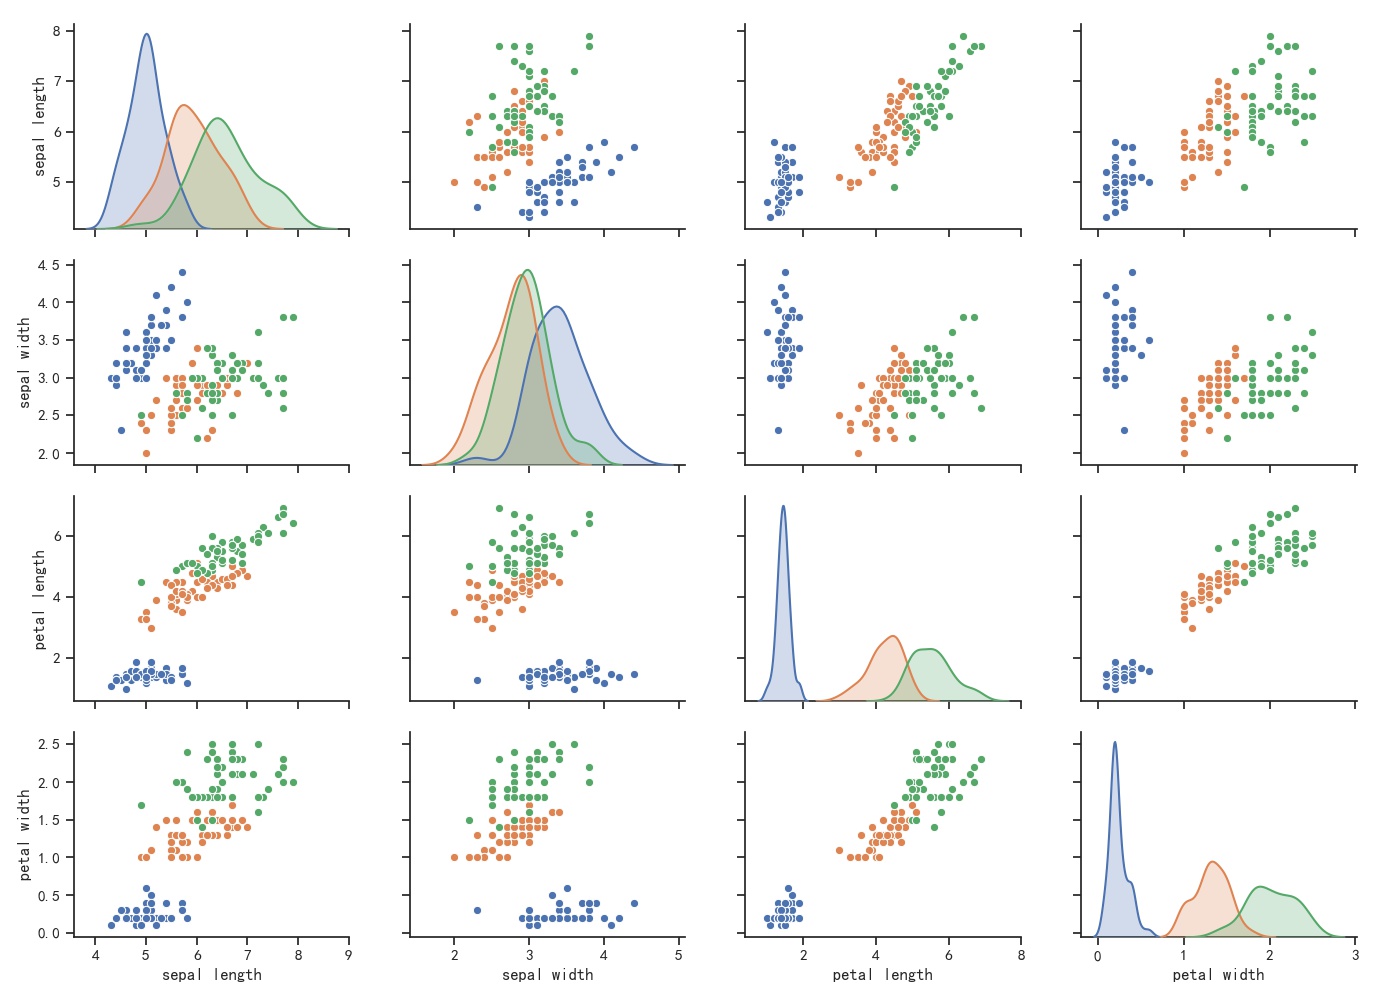 8
7
6
5
sepal length
4.5
4.0
3.5
3.0
2.5
2.0
sepal width
6
4
2
petal length
2.5
2.0
1.5
1.0
0.5
0.0
petal width
4 5 6 7 8 9
2 3 4 5
2 4 6 8
0 1 2 3
sepal length
sepal width
petal length
petal width